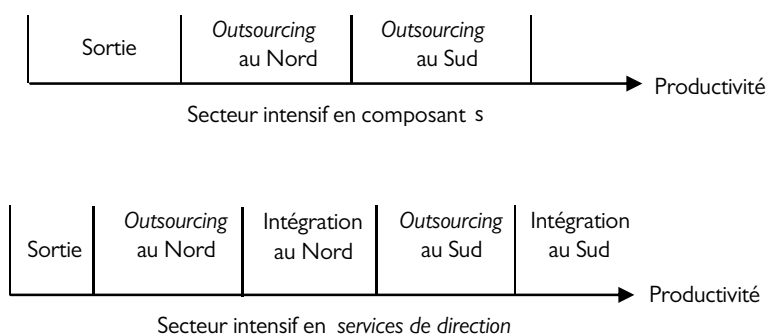 Sortie
Outsourcing
au Nord
Outsourcing
au Sud
Productivité
Secteur intensif en composant s
Sortie
Outsourcing
au Nord
Intégration
au Nord
Outsourcing
au Sud
Intégration
au Sud
Productivité
Secteur intensif en services de direction